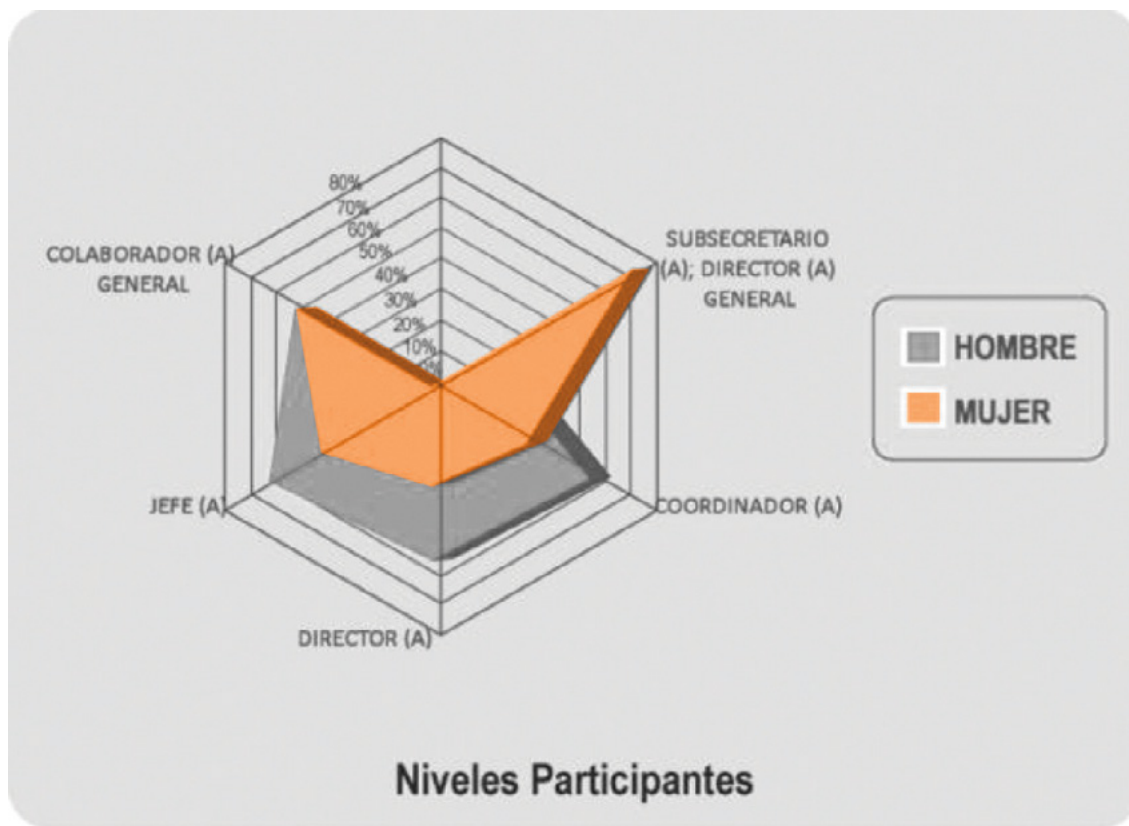 80%
70%
60%
50%
40%
30%
20%
10%
0%
COLABORADOR (A)
GENERAL
SUBSECRETARIO
(A); DIRECTOR (A)
GENERAL
HOMBRE
MUJER
JEFE (A)
COORDINADOR (A)
DIRECTOR (A)
Niveles Participantes